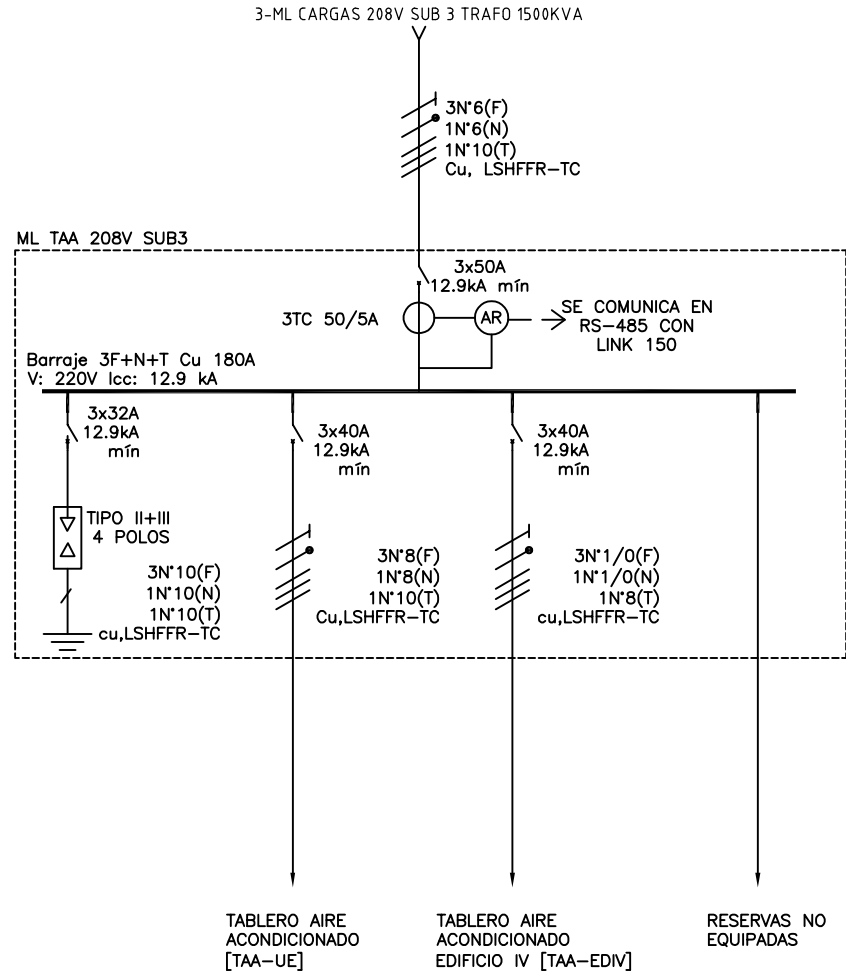 3-ML CARGAS 208V SUB 3 TRAFO 1500KVA
3N°6(F)
1N°6(N)
1N°10(T)
Cu, LSHFFR-TC
ML TAA 208V SUB3
3x50A
12.9kA mín
3TC 50/5A
AR
SE COMUNICA EN
RS-485 CON
LINK 150
Barraje 3F+N+T Cu 180A
V: 220V Icc: 12.9 kA
3x32A
12.9kA
mín
3x40A
12.9kA
mín
3x40A
12.9kA
mín
TIPO II+III
4 POLOS
3N°10(F)
1N°10(N)
1N°10(T)
cu,LSHFFR-TC
3N°8(F)
1N°8(N)
1N°10(T)
Cu,LSHFFR-TC
3N°1/0(F)
1N°1/0(N)
1N°8(T)
cu,LSHFFR-TC
TABLERO AIRE
ACONDICIONADO
[TAA-UE]
TABLERO AIRE
ACONDICIONADO
EDIFICIO IV [TAA-EDIV]
RESERVAS NO
EQUIPADAS